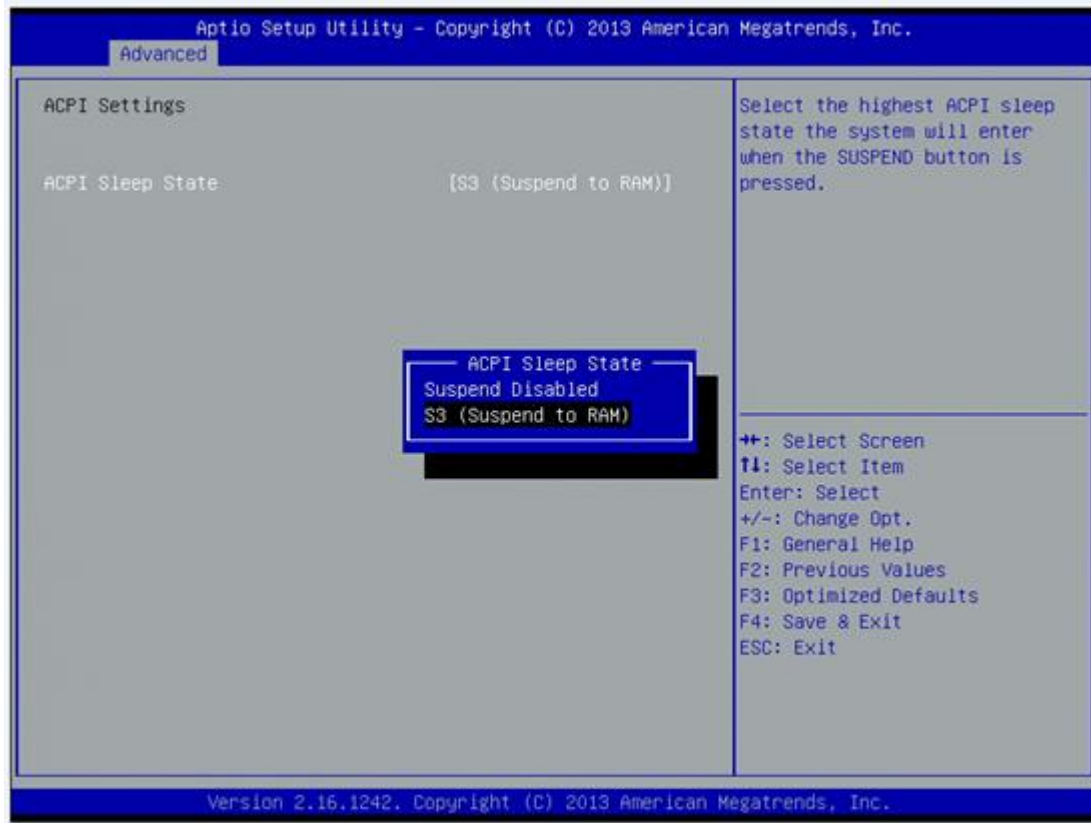 Aptio Setup Utility – Copyright (C) 2013 American Megatrends, Inc.
Advanced
ACPI Settings
ACPI Sleep State [S3 (Suspend to RAM)]
Select the highest ACPI sleep
state the system will enter
when the SUSPEND button is
pressed.
ACPI Sleep State
Suspend Disabled
S3 (Suspend to RAM)
→←: Select Screen
↑↓: Select Item
Enter: Select
+/-: Change Opt.
F1: General Help
F2: Previous Values
F3: Optimized Defaults
F4: Save & Exit
ESC: Exit
Version 2.16.1242. Copyright (C) 2013 American Megatrends, Inc.